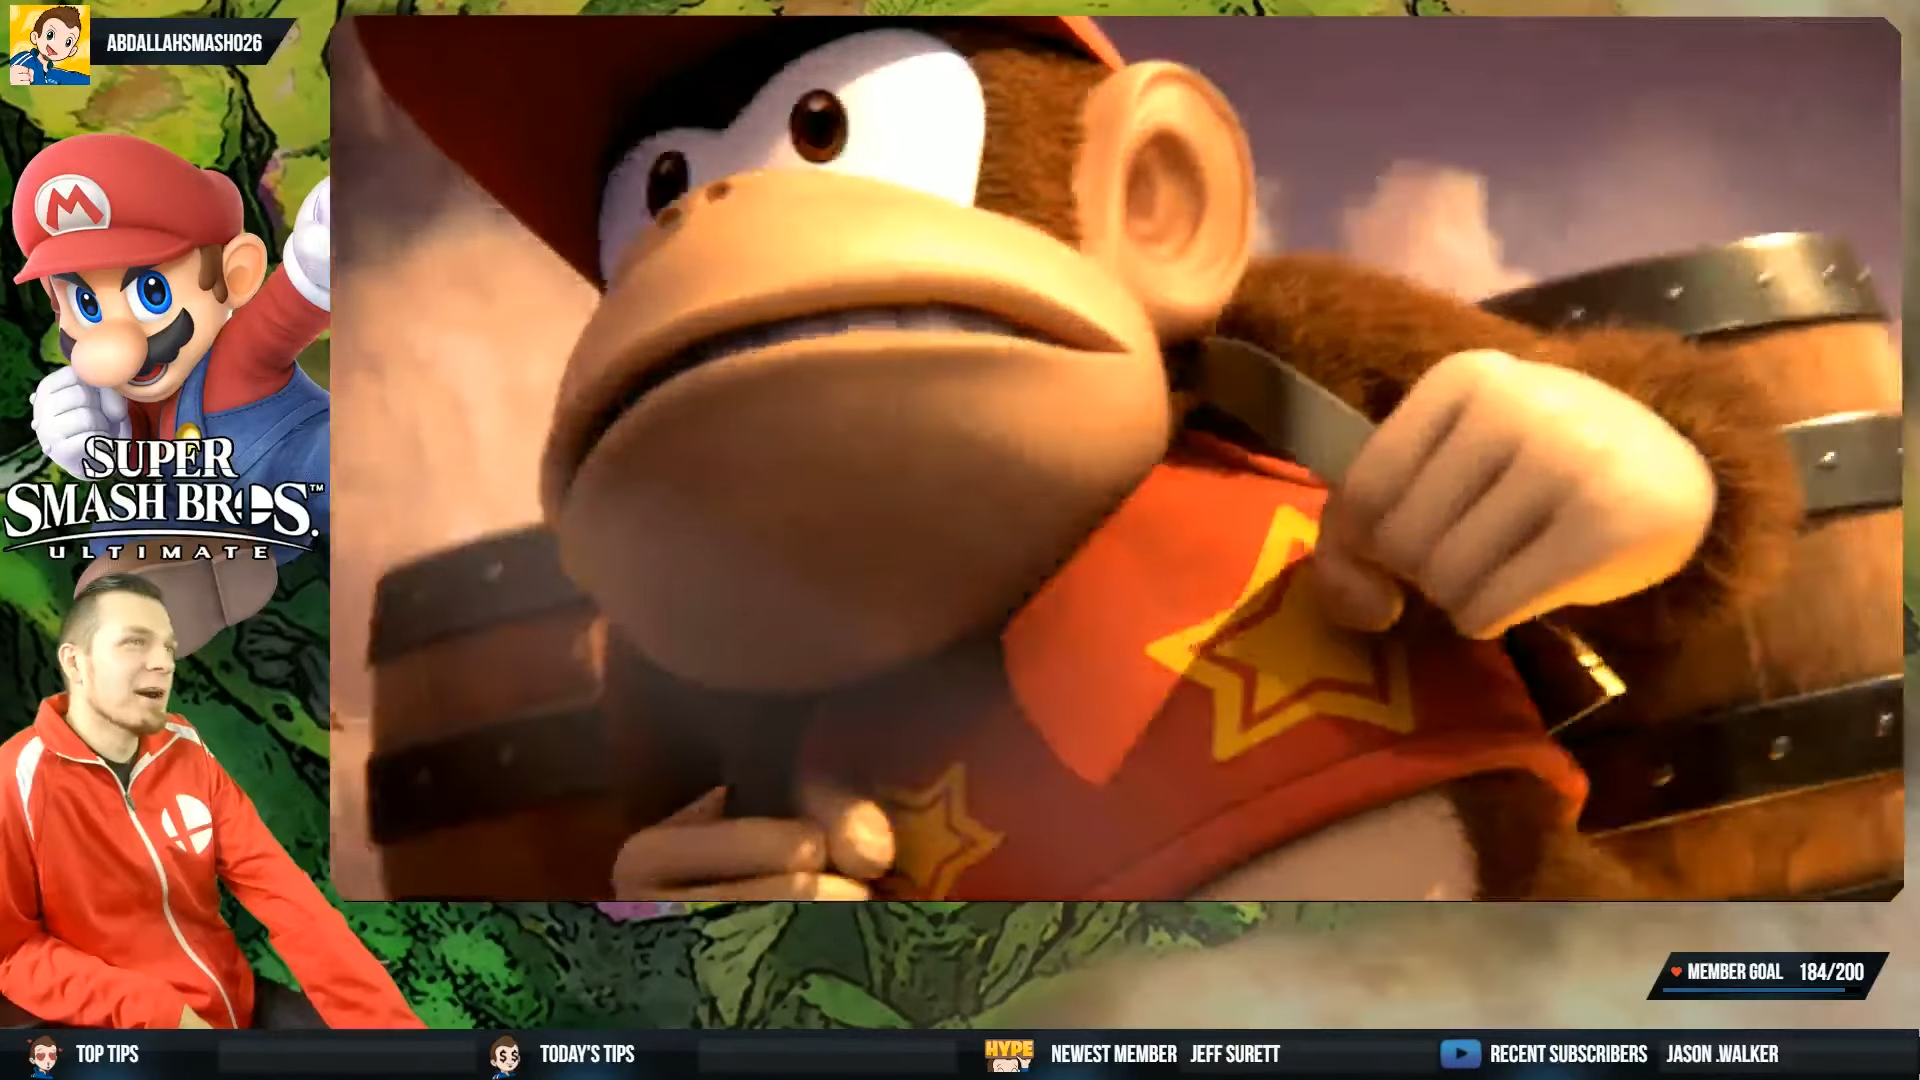 ABDALLAHSMASH026
M
SUPER
SMASH BROS.™
ULTIMATE
MEMBER GOAL 184/200
TOP TIPS
TODAY'S TIPS
HYPE
NEWEST MEMBER JEFF SURETT
RECENT SUBSCRIBERS JASON .WALKER